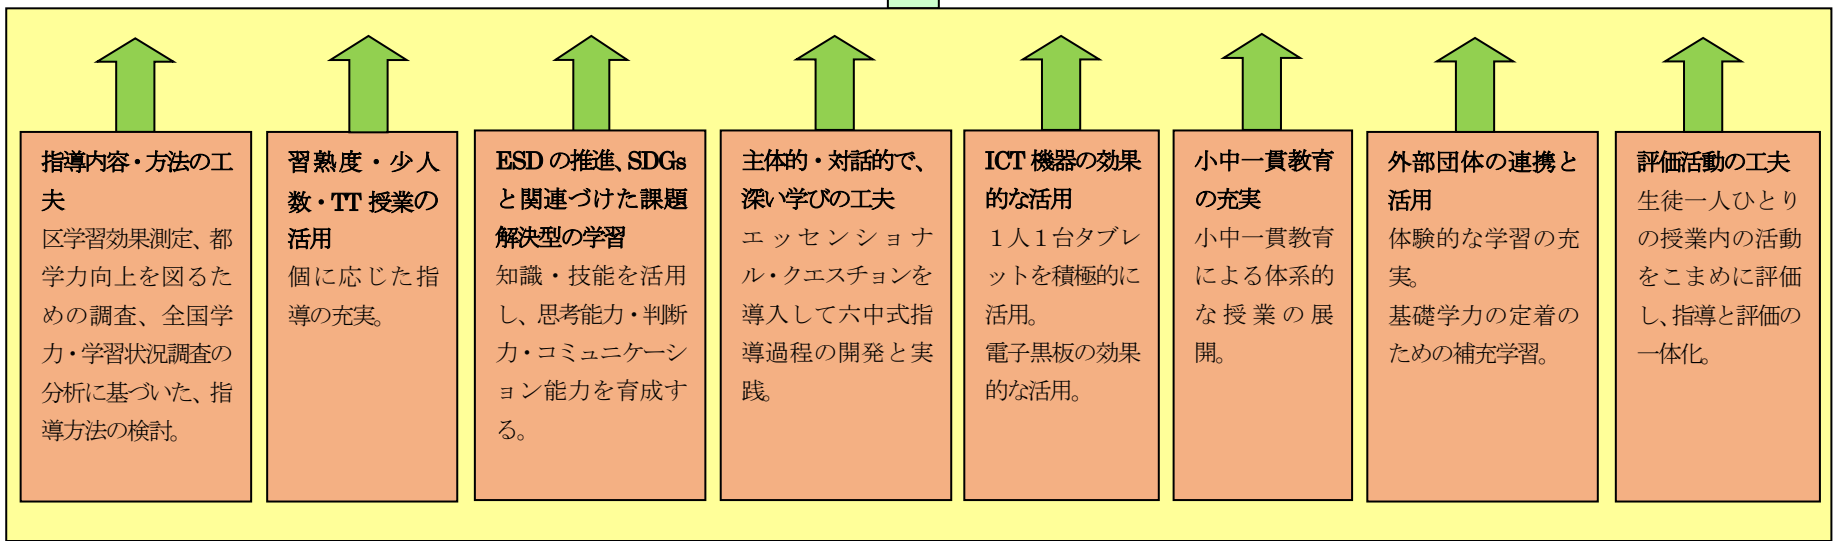 指導内容・方法の工
夫
区学習効果測定、都
学力向上を図るた
めの調査、全国学
力・学習状況調査の
分析に基づいた、指
導方法の検討。
習熟度・少人
数・TT 授業の
活用
個に応じた指
導の充実。
ESD の推進、SDGs
と関連づけた課題
解決型の学習
知識・技能を活用
し、思考能力・判断
力・コミュニケーシ
ョン能力を育成す
る。
主体的・対話的で、
深い学びの工夫
エッセンショナ
ル・クエスチョンを
導入して六中式指
導過程の開発と実
践。
ICT 機器の効果
的な活用
１人１台タブレ
ットを積極的に
活用。
電子黒板の効果
的な活用。
小中一貫教育
の充実
小中一貫教育
による体系的
な授業の展
開。
外部団体の連携と
活用
体験的な学習の充
実。
基礎学力の定着の
ための補充学習。
評価活動の工夫
生徒一人ひとり
の授業内の活動
をこまめに評価
し、指導と評価の
一体化。